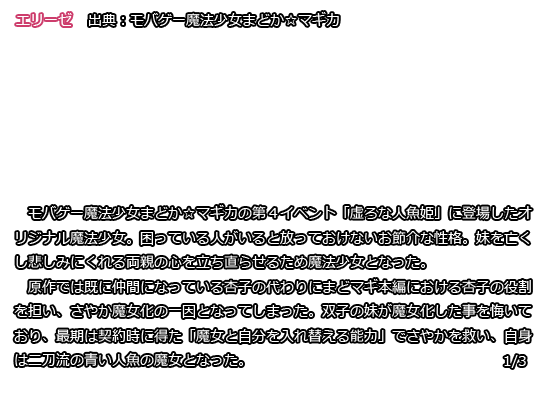 エリーゼ　出典：モバゲー魔法少女まどか☆マギカ
　モバゲー魔法少女まどか☆マギカの第４イベント「虚ろな人魚姫」に登場したオ
リジナル魔法少女。困っている人がいると放っておけないお節介な性格。妹を亡く
し悲しみにくれる両親の心を立ち直らせるため魔法少女となった。
　原作では既に仲間になっている杏子の代わりにまどマギ本編における杏子の役割
を担い、さやか魔女化の一因となってしまった。双子の妹が魔女化した事を悔いて
おり、最期は契約時に得た「魔女と自分を入れ替える能力」でさやかを救い、自身
は二刀流の青い人魚の魔女となった。
1/3